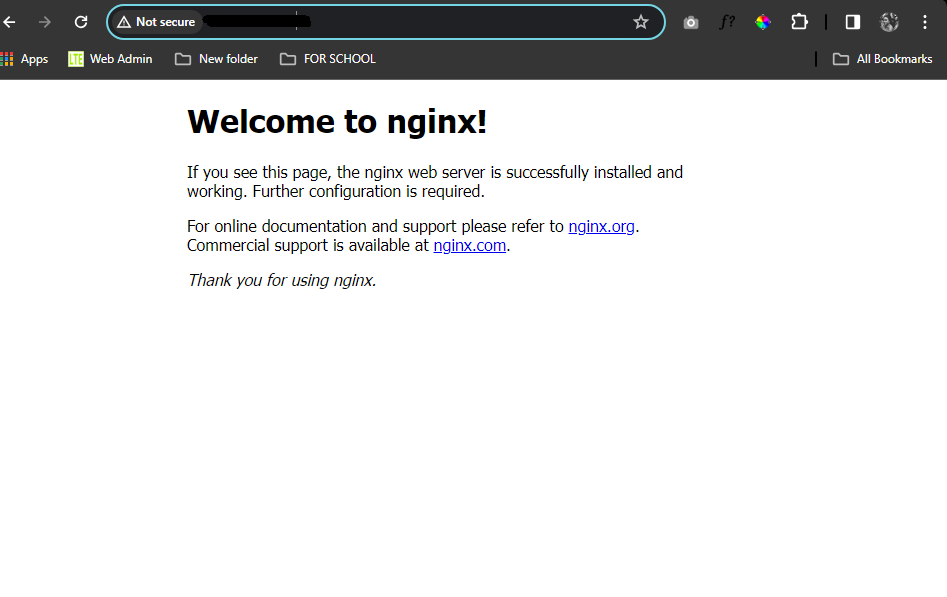 Not secure
f?
Apps
LTE Web Admin
New folder
FOR SCHOOL
All Bookmarks
Welcome to nginx!
If you see this page, the nginx web server is successfully installed and
working. Further configuration is required.
For online documentation and support please refer to nginx.org.
Commercial support is available at nginx.com.
Thank you for using nginx.